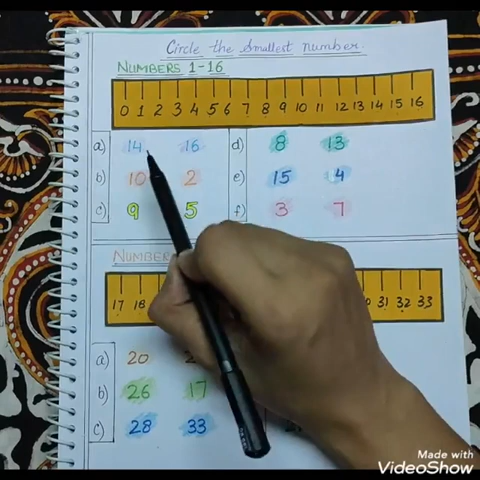 Circle the smallest number.
NUMBERS 1-16
0 1 2 3 4 5 6 7 8 9 10 11 12 13 14 15 16
a) 14 16 d) 8 13
b) 10 2 e) 15 4
c) 9 5 f) 3 7
NUMBER
17 18 31 32 33
a) 20
b) 26 17
c) 28 33
Made with
VideoShow